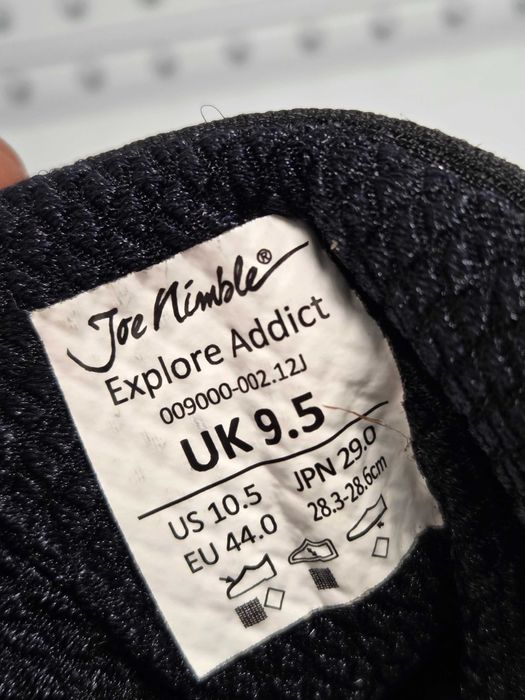 Joe Nimble®
Explore Addict
009000-002.12J
UK 9.5
US 10.5 JPN 29.0
EU 44.0 28.3-28.6cm